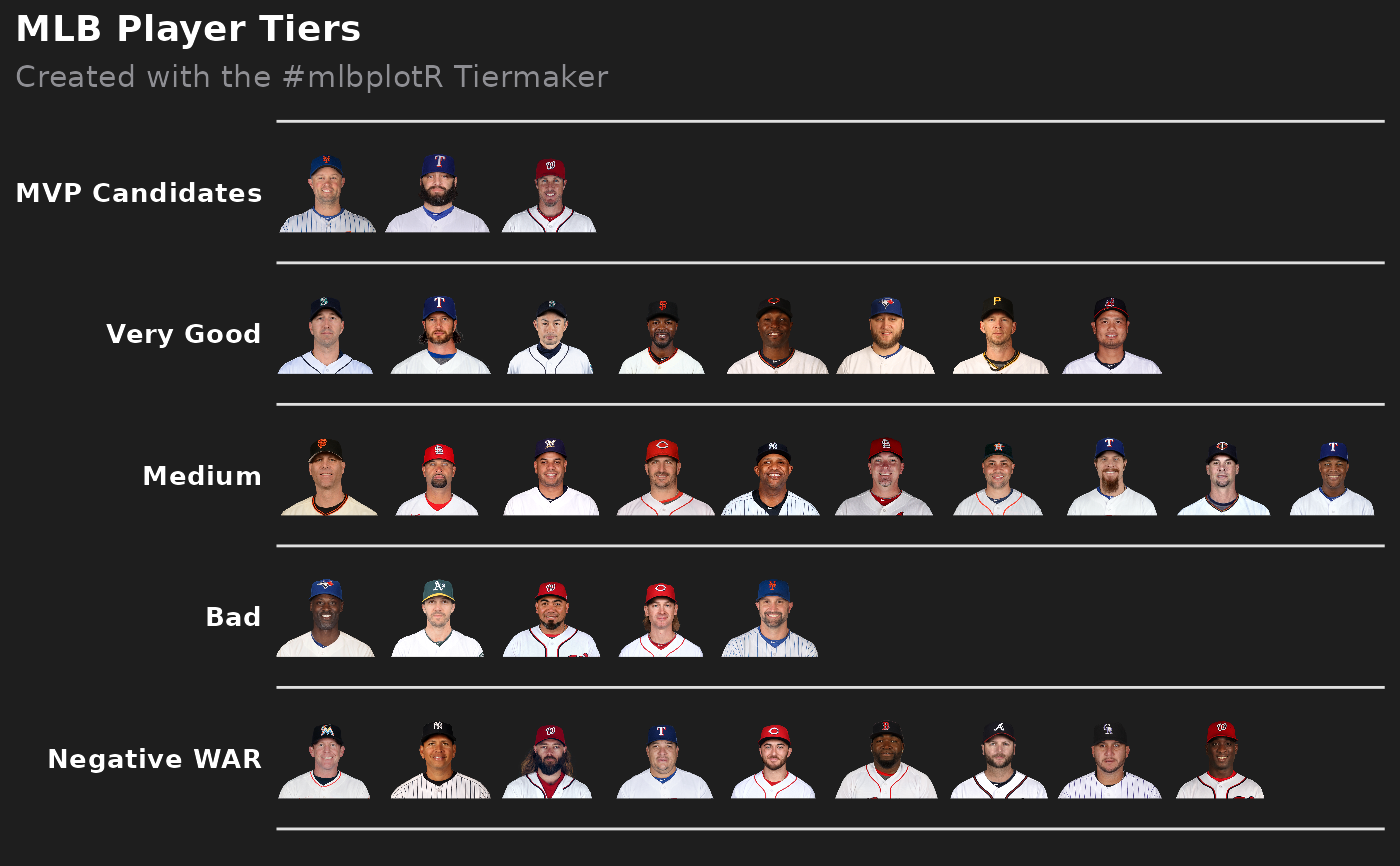 MLB Player Tiers
Created with the #mlbplotR Tiermaker
MVP Candidates
Very Good
Medium
Bad
Negative WAR